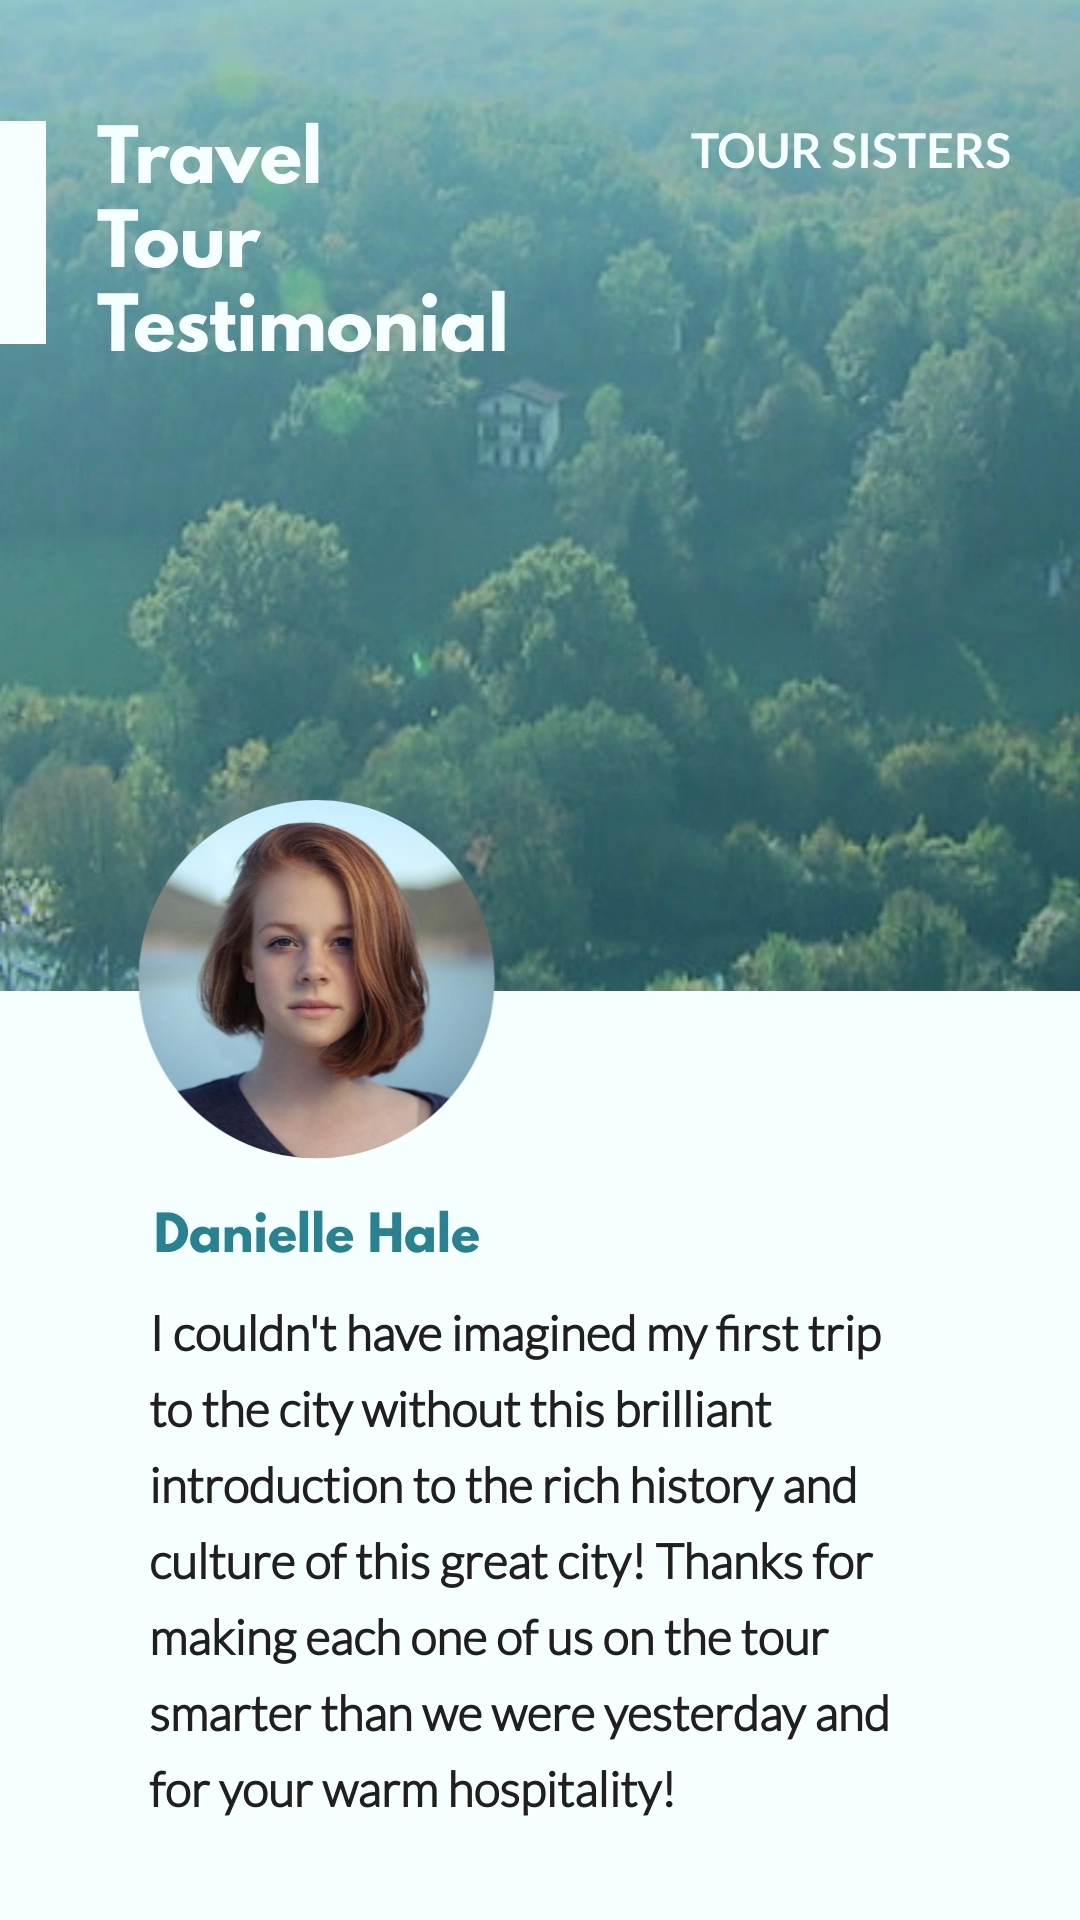 Travel
Tour
Testimonial
TOUR SISTERS
Danielle Hale
I couldn't have imagined my first trip
to the city without this brilliant
introduction to the rich history and
culture of this great city! Thanks for
making each one of us on the tour
smarter than we were yesterday and
for your warm hospitality!